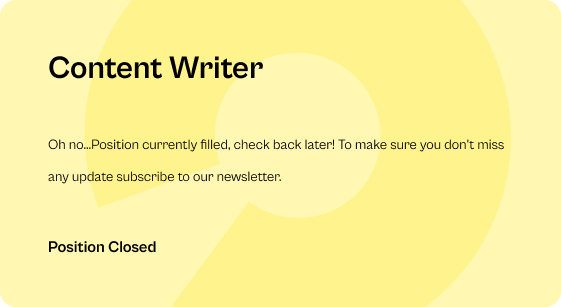 Content Writer
Oh no...Position currently filled, check back later! To make sure you don't miss
any update subscribe to our newsletter.
Position Closed